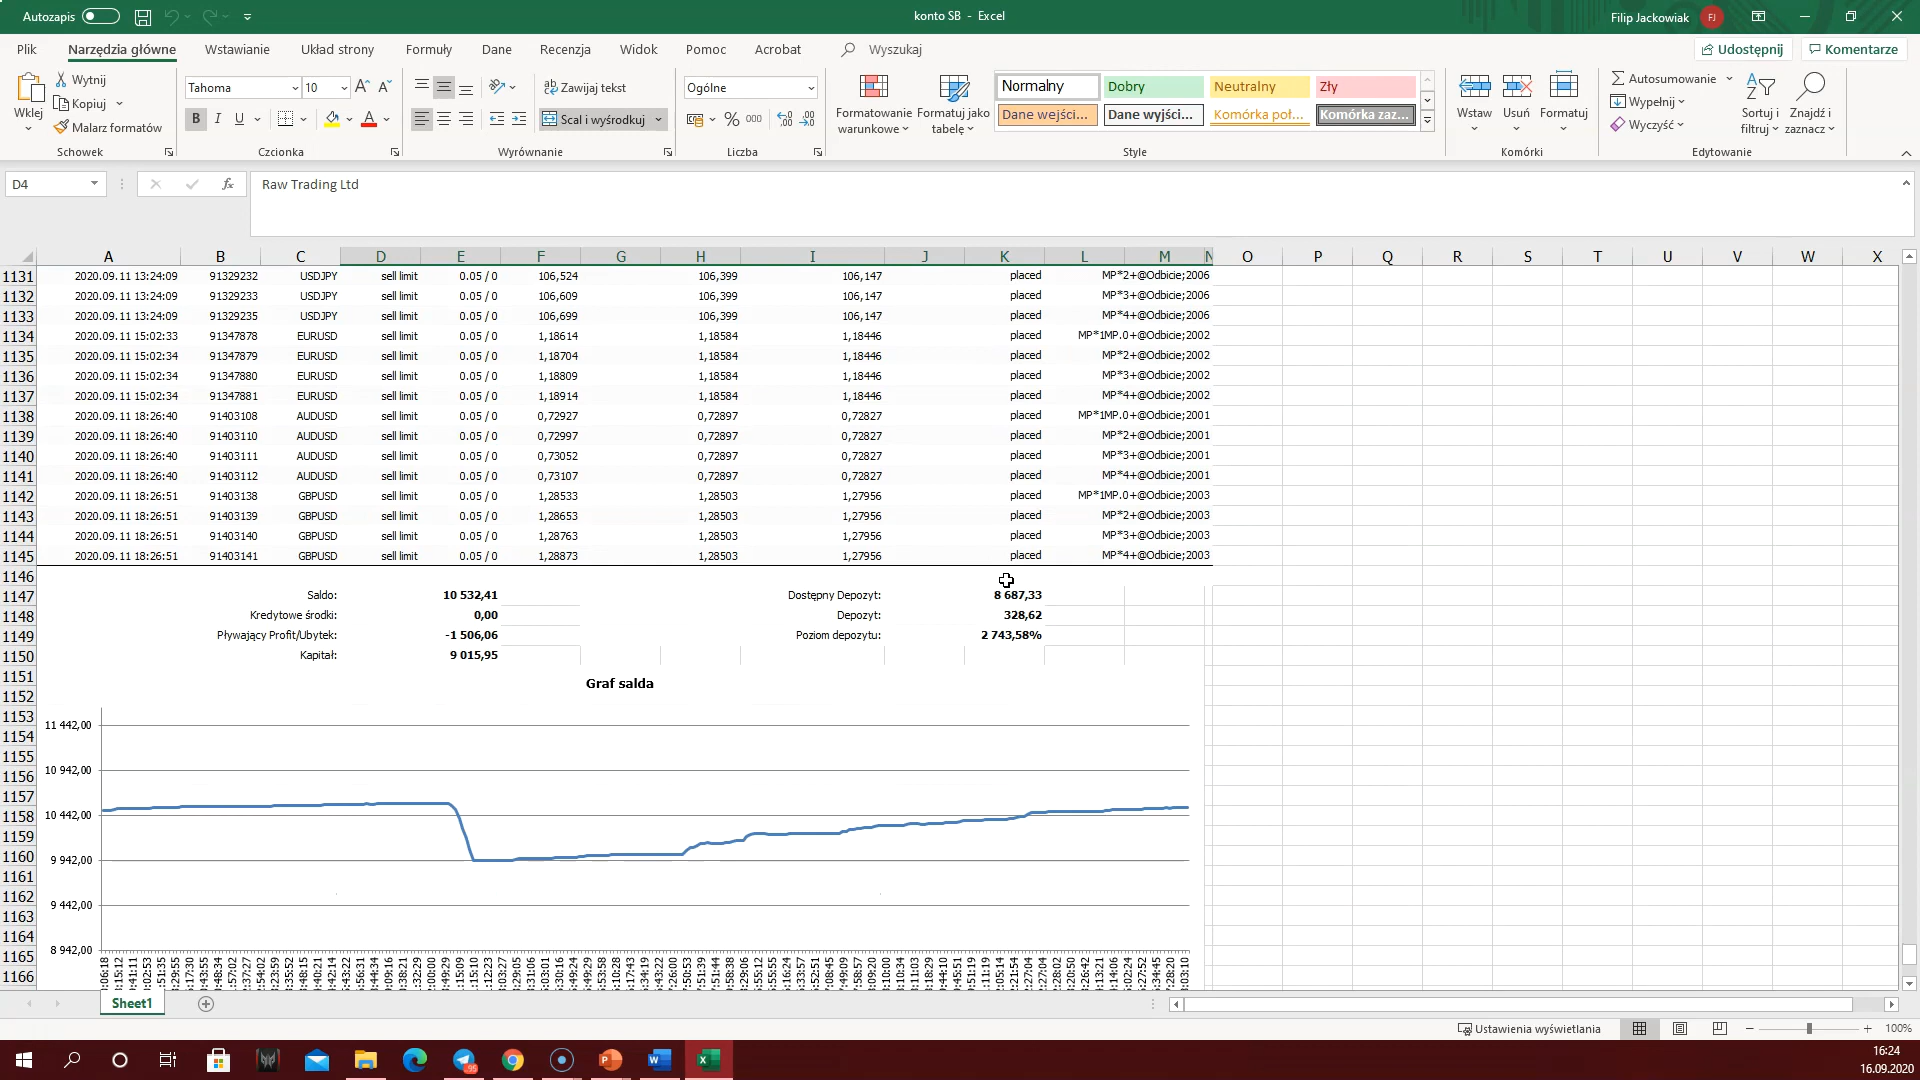 Autozapis
konto SB - Excel
Filip Jackowiak FJ
Plik Narzędzia główne Wstawianie Układ strony Formuły Dane Recenzja Widok Pomoc Acrobat Wyszukaj Udostępnij Komentarze
Wklej
Wytnij
Kopiuj
Malarz formatów
Schowek
Tahoma 10
B I U
Czcionka
Zawijaj tekst
Scal i wyśrodkuj
Wyrównanie
Ogólne
% 000
Liczba
Formatowanie warunkowe
Formatuj jako tabelę
Normalny Dobry Neutralny Zły
Dane wejści... Dane wyjści... Komórka poł... Komórka zaz...
Style
Wstaw Usuń Formatuj
Komórki
Autosumowanie
Wypełnij
Wyczyść
Sortuj i filtruj
Znajdź i zaznacz
Edytowanie
D4 fx Raw Trading Ltd
A B C D E F G H I J K L M N O P Q R S T U V W X
1131 2020.09.11 13:24:09 91329232 USDJPY sell limit 0.05 / 0 106,524 106,399 106,147 placed MP*2+@Odbicie;2006
1132 2020.09.11 13:24:09 91329233 USDJPY sell limit 0.05 / 0 106,609 106,399 106,147 placed MP*3+@Odbicie;2006
1133 2020.09.11 13:24:09 91329235 USDJPY sell limit 0.05 / 0 106,699 106,399 106,147 placed MP*4+@Odbicie;2006
1134 2020.09.11 15:02:33 91347878 EURUSD sell limit 0.05 / 0 1,18614 1,18584 1,18446 placed MP*1MP.0+@Odbicie;2002
1135 2020.09.11 15:02:34 91347879 EURUSD sell limit 0.05 / 0 1,18704 1,18584 1,18446 placed MP*2+@Odbicie;2002
1136 2020.09.11 15:02:34 91347880 EURUSD sell limit 0.05 / 0 1,18809 1,18584 1,18446 placed MP*3+@Odbicie;2002
1137 2020.09.11 15:02:34 91347881 EURUSD sell limit 0.05 / 0 1,18914 1,18584 1,18446 placed MP*4+@Odbicie;2002
1138 2020.09.11 18:26:40 91403108 AUDUSD sell limit 0.05 / 0 0,72927 0,72897 0,72827 placed MP*1MP.0+@Odbicie;2001
1139 2020.09.11 18:26:40 91403110 AUDUSD sell limit 0.05 / 0 0,72997 0,72897 0,72827 placed MP*2+@Odbicie;2001
1140 2020.09.11 18:26:40 91403111 AUDUSD sell limit 0.05 / 0 0,73052 0,72897 0,72827 placed MP*3+@Odbicie;2001
1141 2020.09.11 18:26:40 91403112 AUDUSD sell limit 0.05 / 0 0,73107 0,72897 0,72827 placed MP*4+@Odbicie;2001
1142 2020.09.11 18:26:51 91403138 GBPUSD sell limit 0.05 / 0 1,28533 1,28503 1,27956 placed MP*1MP.0+@Odbicie;2003
1143 2020.09.11 18:26:51 91403139 GBPUSD sell limit 0.05 / 0 1,28653 1,28503 1,27956 placed MP*2+@Odbicie;2003
1144 2020.09.11 18:26:51 91403140 GBPUSD sell limit 0.05 / 0 1,28763 1,28503 1,27956 placed MP*3+@Odbicie;2003
1145 2020.09.11 18:26:51 91403141 GBPUSD sell limit 0.05 / 0 1,28873 1,28503 1,27956 placed MP*4+@Odbicie;2003
1146
1147 Saldo: 10 532,41 Dostępny Depozyt: 8 687,33
1148 Kredytowe środki: 0,00 Depozyt: 328,62
1149 Pływający Profit/Ubytek: -1 506,06 Poziom depozytu: 2 743,58%
1150 Kapitał: 9 015,95
1151 Graf salda
1152
1153 11 442,00
1154
1155
1156 10 942,00
1157
1158 10 442,00
1159
1160 9 942,00
1161
1162
1163 9 442,00
1164
1165 8 942,00
1166
Sheet1
Ustawienia wyświetlania 100%
95
16:24
16.09.2020